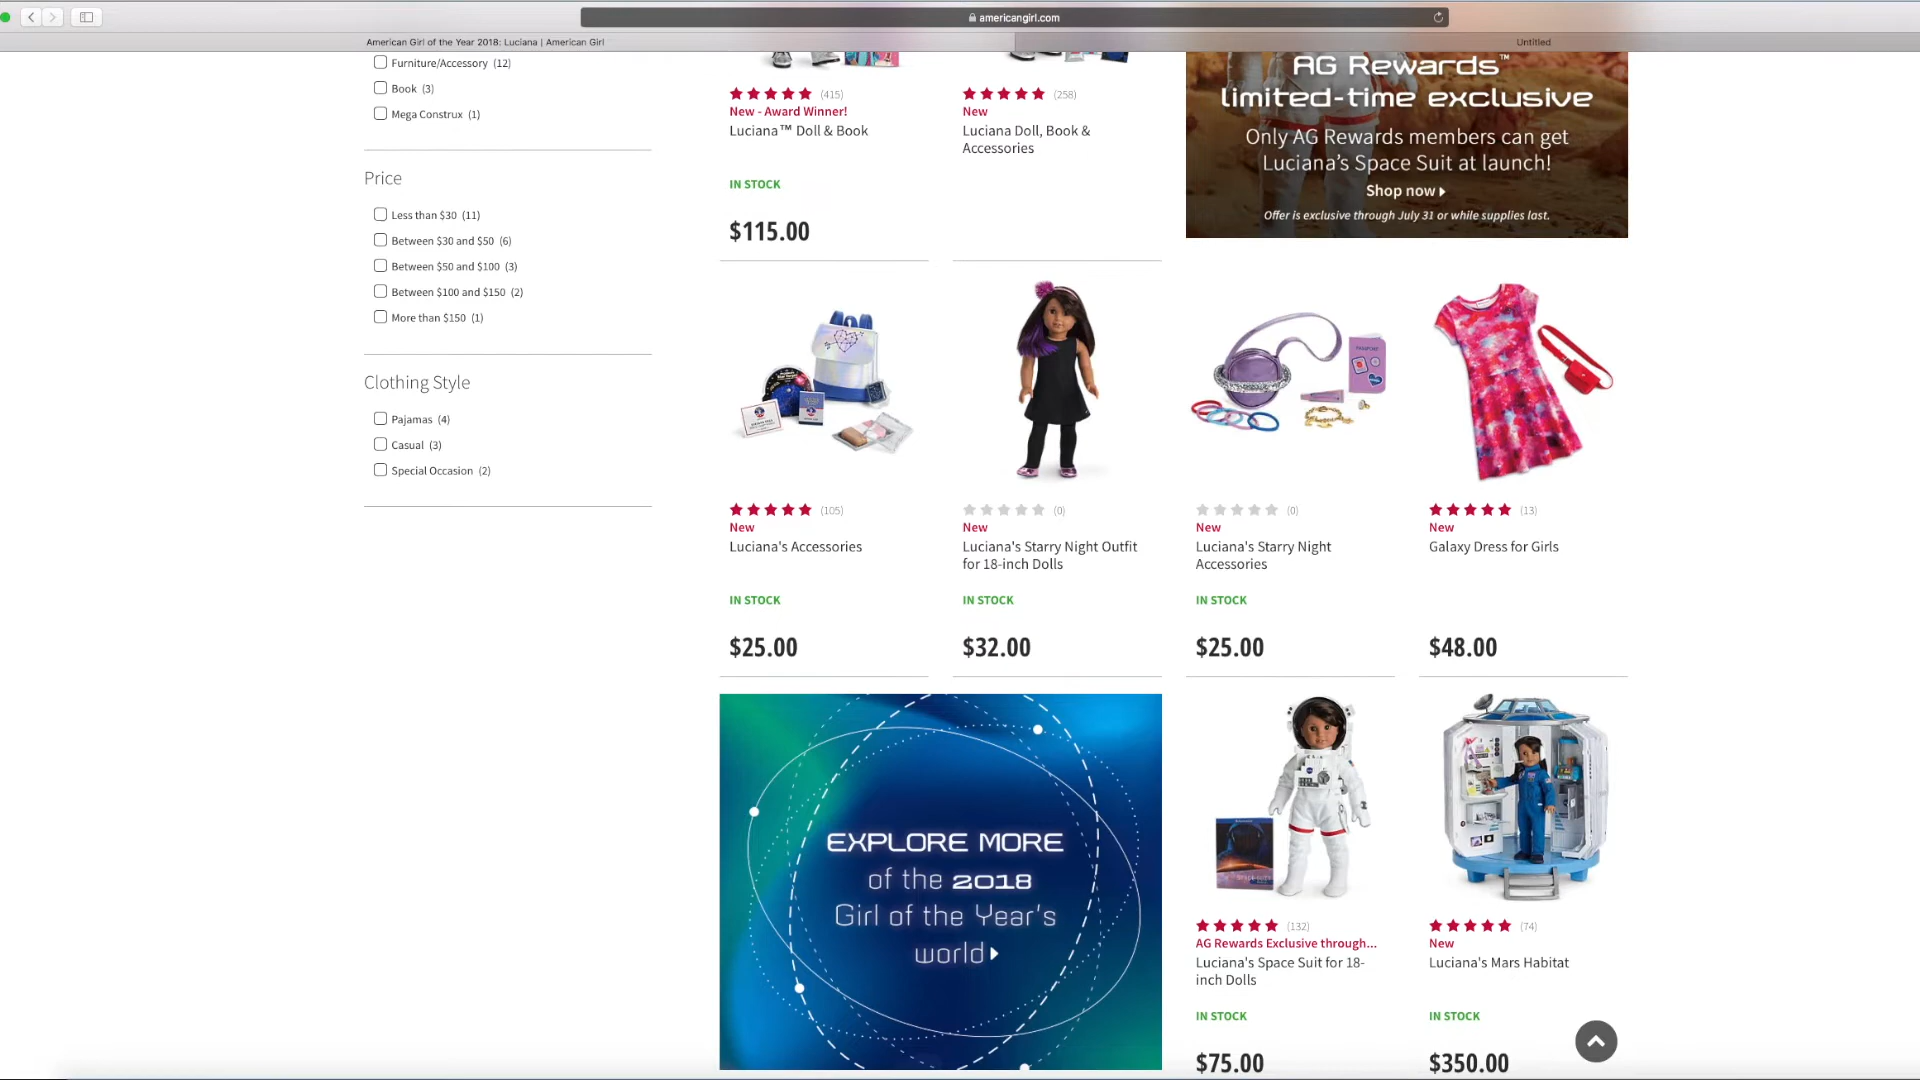 americangirl.com
American Girl of the Year 2018: Luciana | American Girl
Untitled
Furniture/Accessory (12)
Book (3)
Mega Construx (1)
Price
Less than $30 (11)
Between $30 and $50 (6)
Between $50 and $100 (3)
Between $100 and $150 (2)
More than $150 (1)
Clothing Style
Pajamas (4)
Casual (3)
Special Occasion (2)
(415)
New - Award Winner!
Luciana™ Doll & Book
IN STOCK
$115.00
(258)
New
Luciana Doll, Book &
Accessories
AG Rewards™
limited-time exclusive
Only AG Rewards members can get
Luciana's Space Suit at launch!
Shop now
Offer is exclusive through July 31 or while supplies last.
(105)
New
Luciana's Accessories
IN STOCK
$25.00
(0)
New
Luciana's Starry Night Outfit
for 18-inch Dolls
IN STOCK
$32.00
PASSPORT
(0)
New
Luciana's Starry Night
Accessories
IN STOCK
$25.00
(13)
New
Galaxy Dress for Girls
$48.00
EXPLORE MORE
of the 2018
Girl of the Year's
world
(132)
AG Rewards Exclusive through...
Luciana's Space Suit for 18-
inch Dolls
IN STOCK
$75.00
(74)
New
Luciana's Mars Habitat
IN STOCK
$350.00